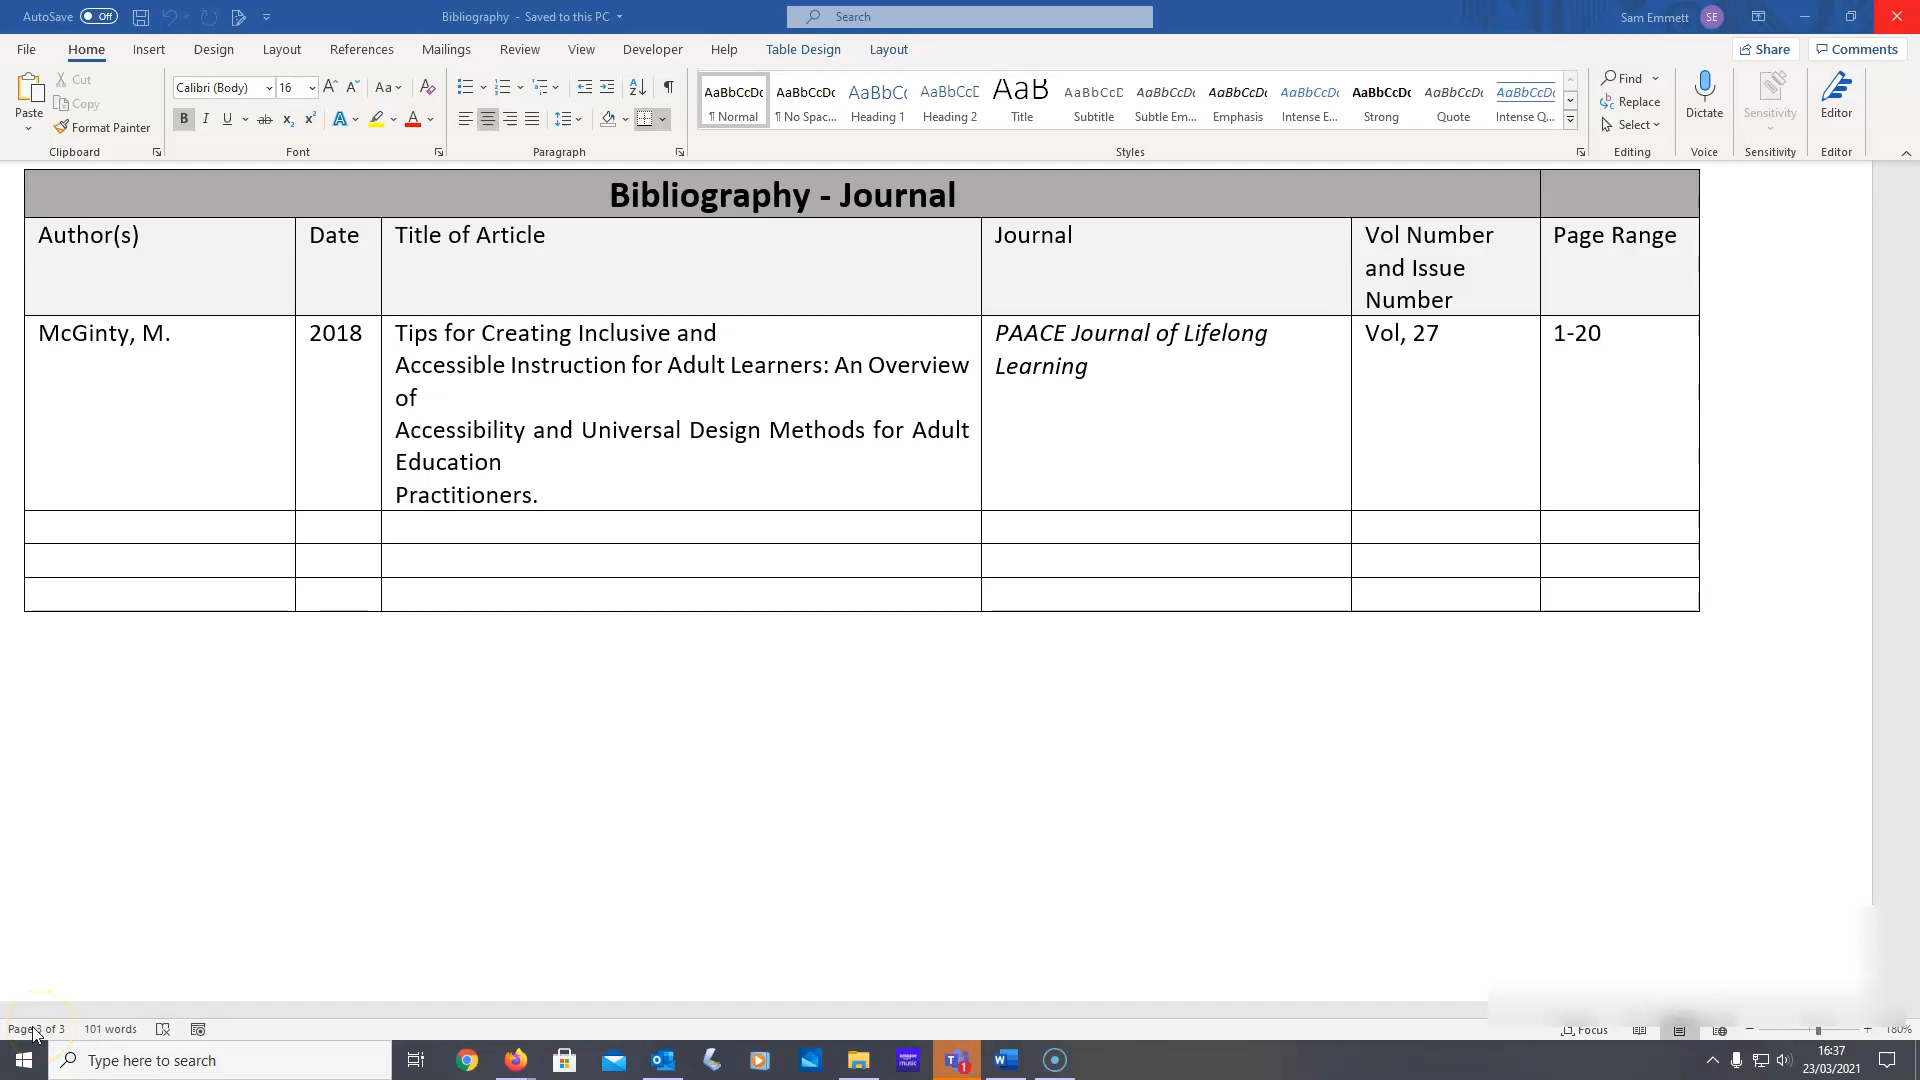 AutoSave Off Bibliography - Saved to this PC Search Sam Emmett SE
File Home Insert Design Layout References Mailings Review View Developer Help Table Design Layout Share Comments
Paste Cut Copy Format Painter Clipboard
Calibri (Body) 16 Font
Paragraph
AaBbCcDc ¶ Normal
AaBbCcDc ¶ No Spac...
AaBbCc Heading 1
AaBbCcD Heading 2
AaB Title
AaBbCcD Subtitle
AaBbCcDc Subtle Em...
AaBbCcDc Emphasis
AaBbCcDc Intense E...
AaBbCcDc Strong
AaBbCcDc Quote
AaBbCcDc Intense Q...
Styles
Find Replace Select Editing
Dictate Voice
Sensitivity Sensitivity
Editor Editor
Bibliography - Journal
Author(s)
Date
Title of Article
Journal
Vol Number
and Issue
Number
Page Range
McGinty, M.
2018
Tips for Creating Inclusive and
Accessible Instruction for Adult Learners: An Overview
of
Accessibility and Universal Design Methods for Adult
Education
Practitioners.
PAACE Journal of Lifelong
Learning
Vol, 27
1-20
Page 3 of 3 101 words Focus 180%
Type here to search
16:37
23/03/2021